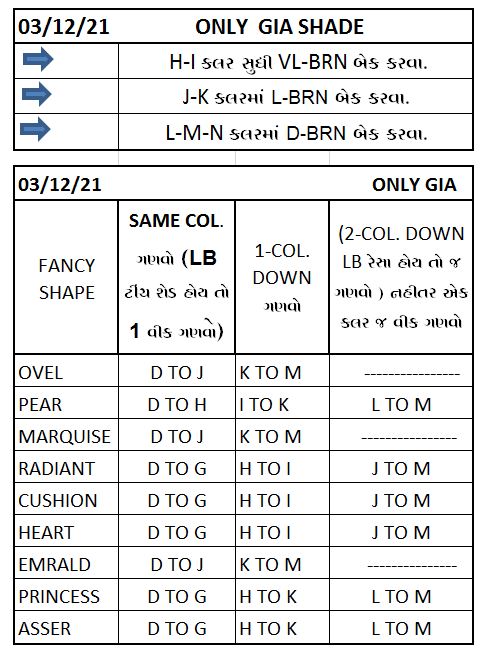 03/12/21 ONLY GIA SHADE
H-I કલર સુધી VL-BRN બેક કરવા.
J-K કલરમાં L-BRN બેક કરવા.
L-M-N કલરમાં D-BRN બેક કરવા.
03/12/21 ONLY GIA
FANCY SHAPE SAME COL. ગણવો (LB ટીચ શેડ હોય તો 1 વીક ગણવો) 1-COL. DOWN ગણવો (2-COL. DOWN LB રેસા હોય તો જ ગણવો ) નહીતર એક કલર જ વીક ગણવો
OVEL D TO J K TO M ----------------
PEAR D TO H I TO K L TO M
MARQUISE D TO J K TO M ----------------
RADIANT D TO G H TO I J TO M
CUSHION D TO G H TO I J TO M
HEART D TO G H TO I J TO M
EMRALD D TO J K TO M ---------------
PRINCESS D TO G H TO K L TO M
ASSER D TO G H TO K L TO M